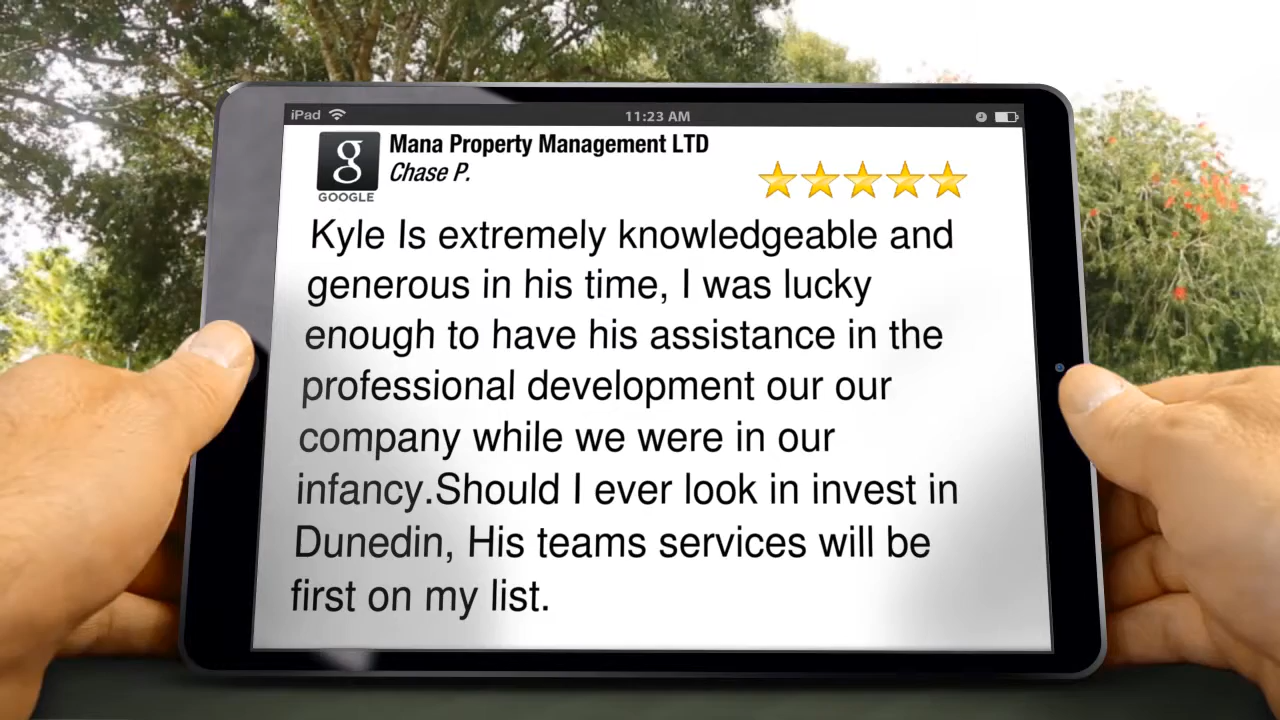 iPad 11:23 AM
g
GOOGLE
Mana Property Management LTD
Chase P.
Kyle Is extremely knowledgeable and
generous in his time, I was lucky
enough to have his assistance in the
professional development our our
company while we were in our
infancy.Should I ever look in invest in
Dunedin, His teams services will be
first on my list.